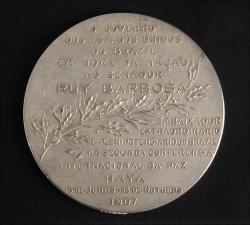 O GOVERNO
DOS ESTADOS UNIDOS
DO BRAZIL
EM NOME DA NAÇÃO
AO SENADOR
RUY BARBOSA
EMBAIXADOR
EXTRAORDINARIO
E PLENIPOTENCIARIO DO BRAZIL
NA SEGUNDA CONFERENCIA
INTERNACIONAL DA PAZ
HAYA
15 DE JUNHO - 18 DE OUTUBRO
1907